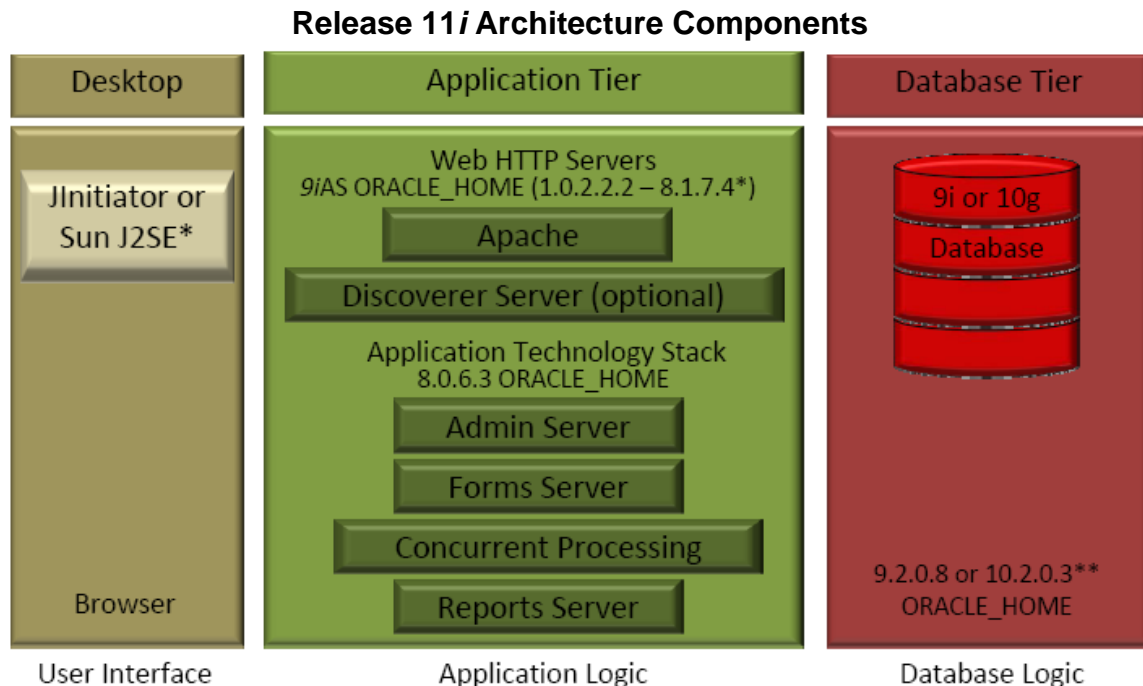 Release 11i Architecture Components
Desktop
Application Tier
Database Tier
JInitiator or
Sun J2SE*
Browser
User Interface
Web HTTP Servers
9iAS ORACLE_HOME (1.0.2.2.2 – 8.1.7.4*)
Apache
Discoverer Server (optional)
Application Technology Stack
8.0.6.3 ORACLE_HOME
Admin Server
Forms Server
Concurrent Processing
Reports Server
Application Logic
9i or 10g
Database
9.2.0.8 or 10.2.0.3**
ORACLE_HOME
Database Logic